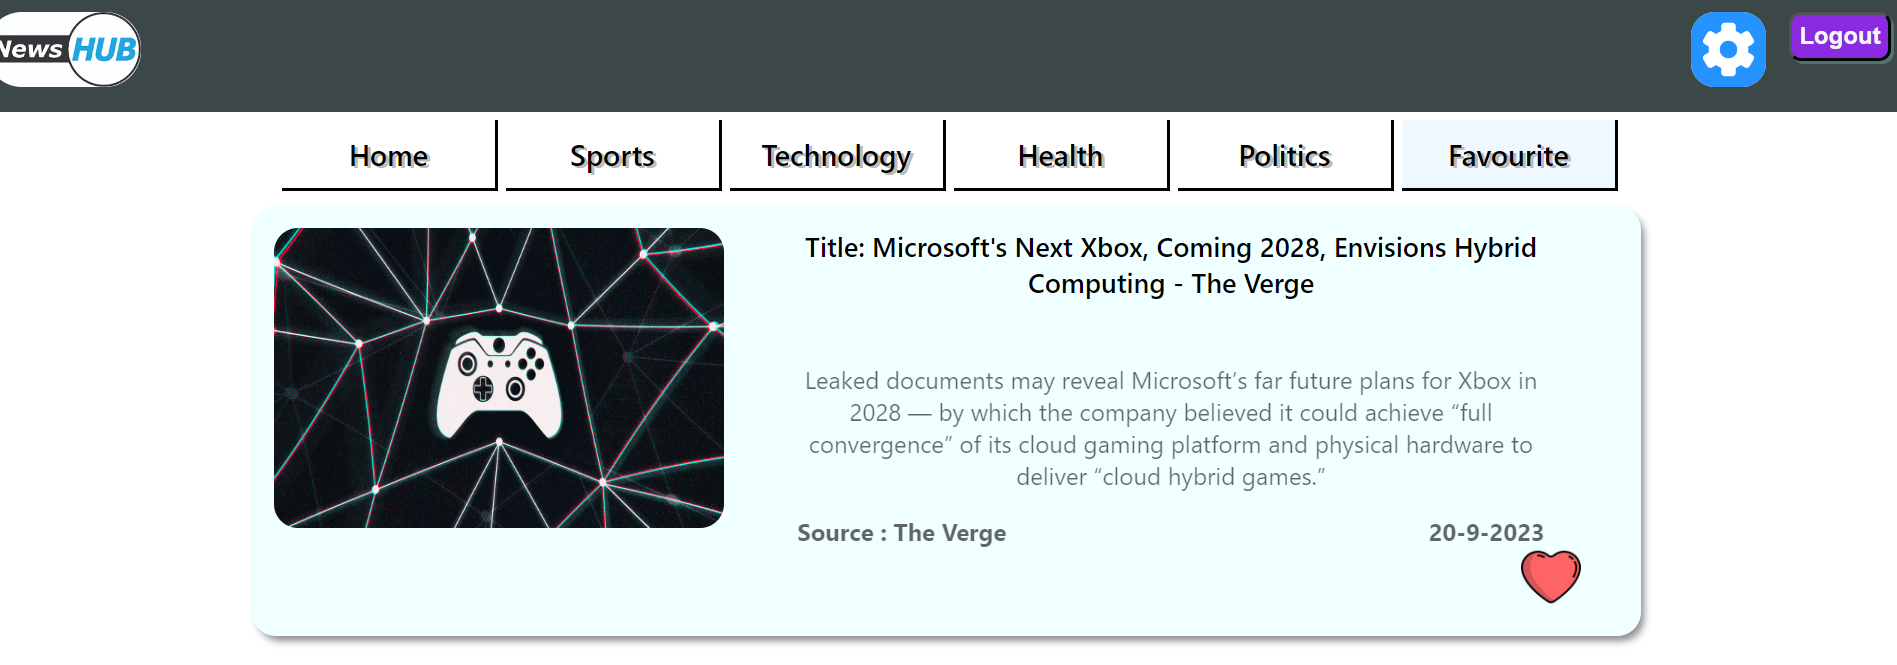 News HUB
Logout
Home Sports Technology Health Politics Favourite
Title: Microsoft's Next Xbox, Coming 2028, Envisions Hybrid
Computing - The Verge
Leaked documents may reveal Microsoft’s far future plans for Xbox in
2028 — by which the company believed it could achieve “full
convergence” of its cloud gaming platform and physical hardware to
deliver “cloud hybrid games.”
Source : The Verge 20-9-2023